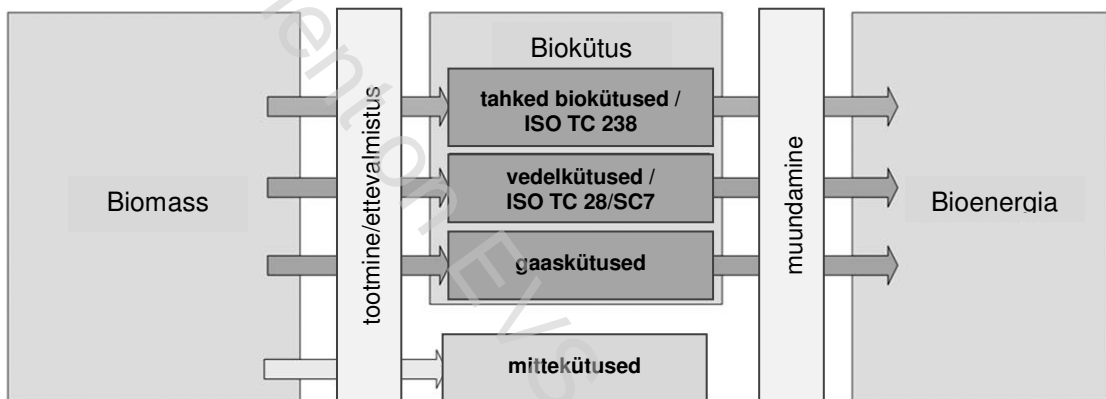 Biomass
tootmine/ettevalmistus
Biokütus
tahked biokütused /
ISO TC 238
vedelkütused /
ISO TC 28/SC7
gaaskütused
mittekütused
muundamine
Bioenergia